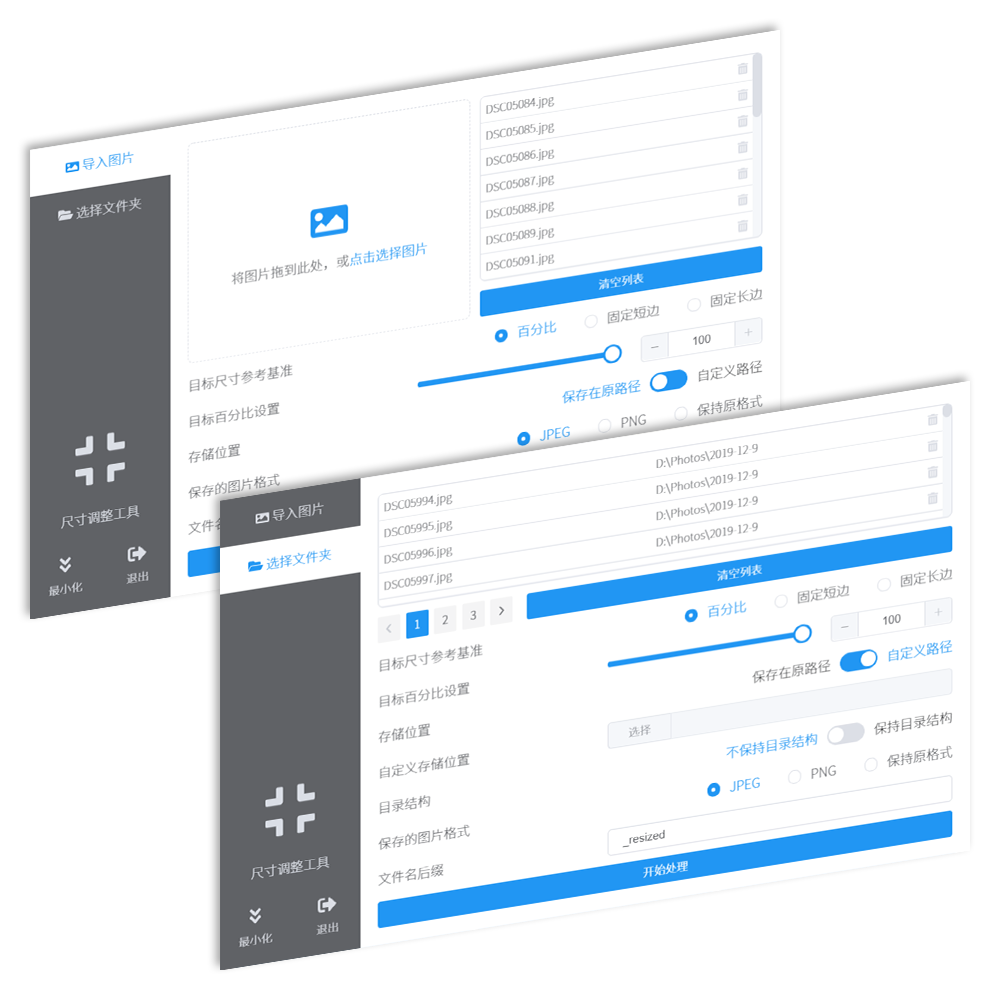 导入图片
选择文件夹
尺寸调整工具
最小化
退出
将图片拖到此处，或点击选择图片
DSC05084.jpg
DSC05085.jpg
DSC05086.jpg
DSC05087.jpg
DSC05088.jpg
DSC05089.jpg
DSC05091.jpg
清空列表
目标尺寸参考基准
百分比
固定短边
固定长边
目标百分比设置
100
存储位置
保存在原路径
自定义路径
保存的图片格式
JPEG
PNG
保持原格式
文件名
导入图片
选择文件夹
尺寸调整工具
最小化
退出
DSC05994.jpg D:\Photos\2019-12-9
DSC05995.jpg D:\Photos\2019-12-9
DSC05996.jpg D:\Photos\2019-12-9
DSC05997.jpg D:\Photos\2019-12-9
1 2 3
清空列表
目标尺寸参考基准
百分比
固定短边
固定长边
目标百分比设置
100
存储位置
保存在原路径
自定义路径
自定义存储位置
选择
目录结构
不保持目录结构
保持目录结构
保存的图片格式
JPEG
PNG
保持原格式
文件名后缀
_resized
开始处理